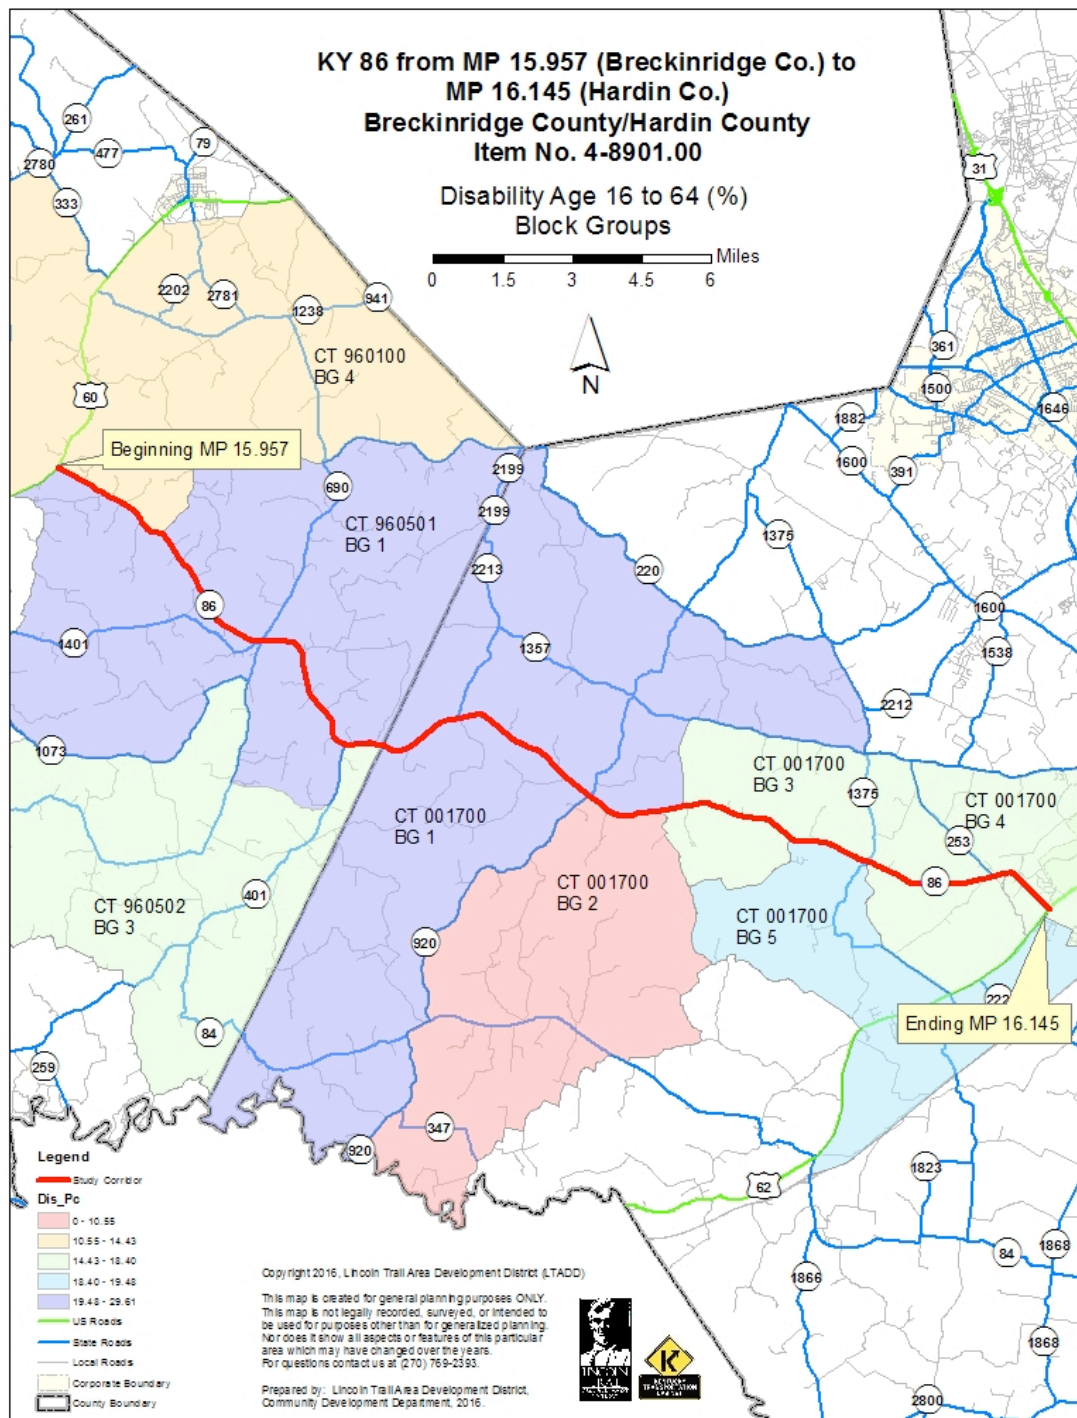 KY 86 from MP 15.957 (Breckinridge Co.) to
MP 16.145 (Hardin Co.)
Breckinridge County/Hardin County
Item No. 4-8901.00
Disability Age 16 to 64 (%)
Block Groups
Miles
0 1.5 3 4.5 6
N
261
477
79
2780
333
31
2202
2781
1238
941
CT 960100
BG 4
361
1500
1646
60
1882
Beginning MP 15.957
1600
391
2199
690
CT 960501
BG 1
2199
1375
2213
220
86
1600
1401
1357
1538
2212
1073
CT 001700
BG 3
1375
CT 001700
BG 4
CT 001700
BG 1
253
CT 001700
BG 2
86
401
CT 960502
BG 3
CT 001700
BG 5
920
222
Ending MP 16.145
84
259
347
920
1823
62
84
1868
1866
1868
2800
Legend
Study Corridor
Dis_Pc
0 - 10.55
10.55 - 14.43
14.43 - 18.40
18.40 - 19.48
19.48 - 29.61
US Roads
State Roads
Local Roads
Corporate Boundary
County Boundary
Copyright 2016, Lincoln Trail Area Development District (LTADD)
This map is created for general planning purposes ONLY.
This map is not legally recorded, surveyed, or intended to
be used for purposes other than for generalized planning.
Nor does it show all aspects or features of this particular
area which may have changed over the years.
For questions contact us at (270) 769-2393.
Prepared by: Lincoln Trail Area Development District,
Community Development Department, 2016.
LINCOLN
TRAIL
KENTUCKY
TRANSPORTATION
CABINET